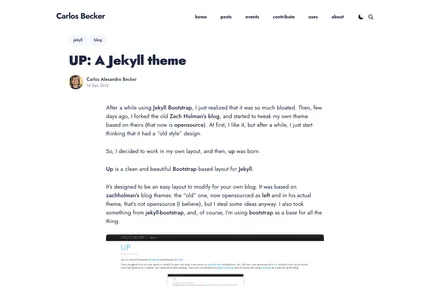 Carlos Becker
home posts events contribute uses about
jekyll blog
UP: A Jekyll theme
Carlos Alexandro Becker
16 Dec 2012
After a while using Jekyll Bootstrap, I just realized that it was so much bloated. Then, few
days ago, I forked the old Zach Holman's blog, and started to tweak my own theme
based on theirs (that now is opensource). At first, I like it, but after a while, I just start
thinking that it had a "old style" design.
So, I decided to work in my own layout, and then, up was born.
Up is a clean and beautiful Bootstrap based layout for Jekyll.
It's designed to be an easy layout to modify for your own blog. It was based on
zachholman's blog themes: the "old" one, now opensourced as left and in his actual
theme, that's not opensource (I believe), but I steal some ideas anyway. I also took
something from jekyll-bootstrap, and, of course, I'm using bootstrap as a base for all the
thing.
UP